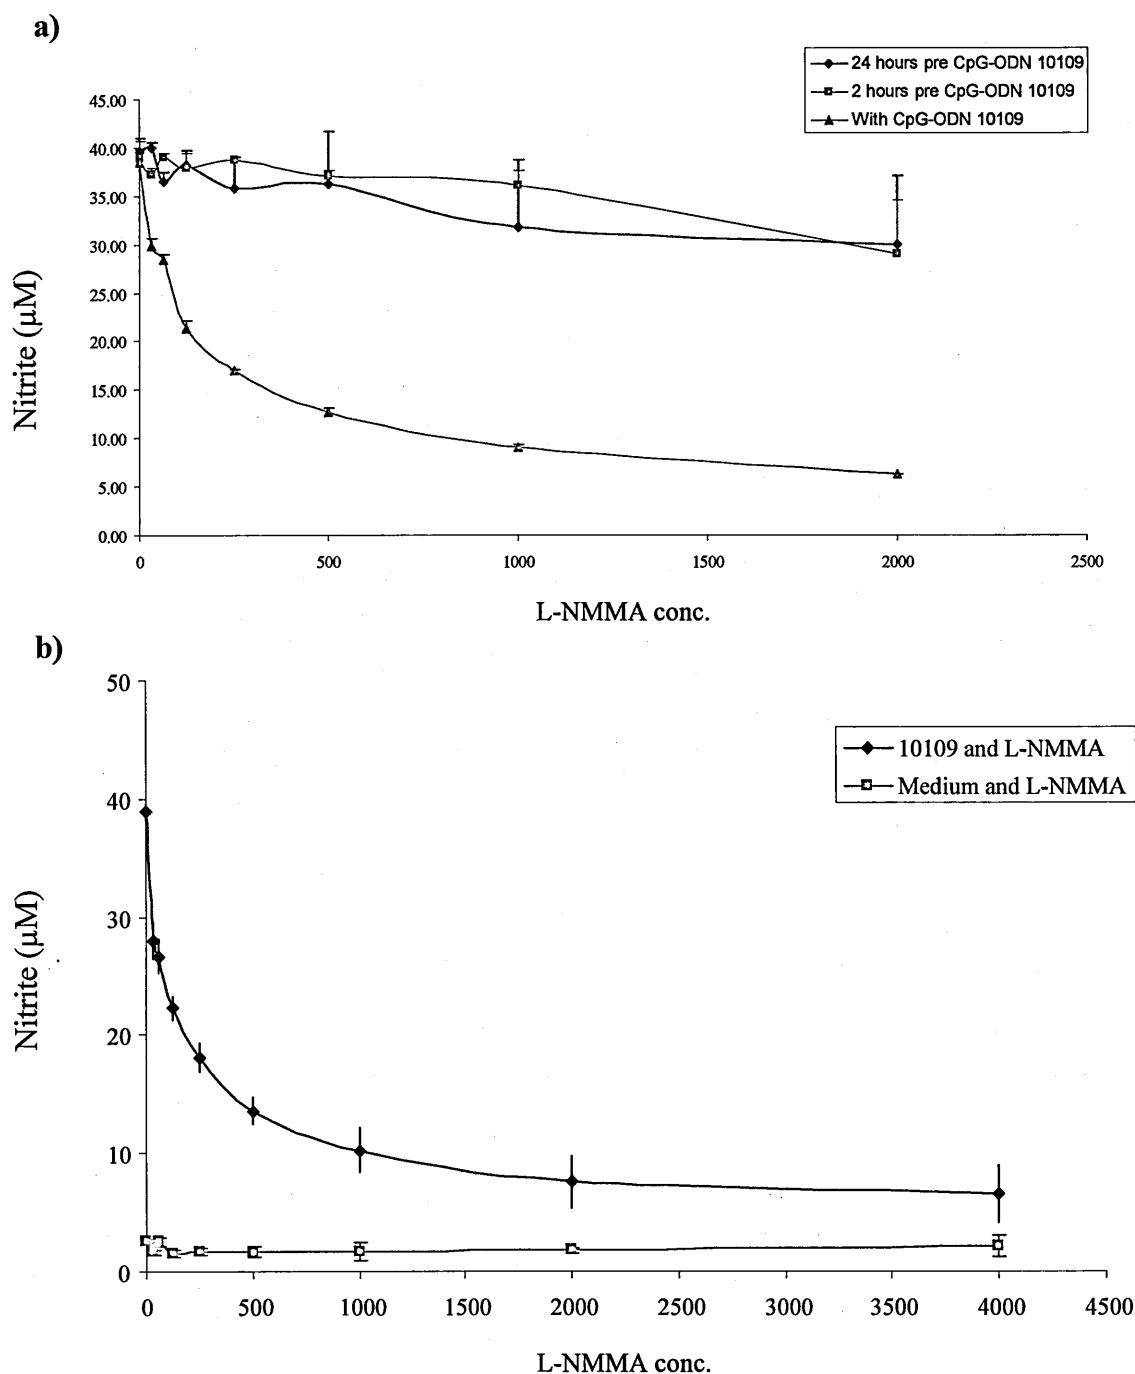 a)
24 hours pre CpG-ODN 10109
2 hours pre CpG-ODN 10109
With CpG-ODN 10109
45.00
40.00
35.00
30.00
25.00
20.00
15.00
10.00
5.00
0.00
Nitrite (µM)
0 500 1000 1500 2000 2500
L-NMMA conc.
b)
10109 and L-NMMA
Medium and L-NMMA
50
40
30
20
10
0
Nitrite (µM)
0 500 1000 1500 2000 2500 3000 3500 4000 4500
L-NMMA conc.